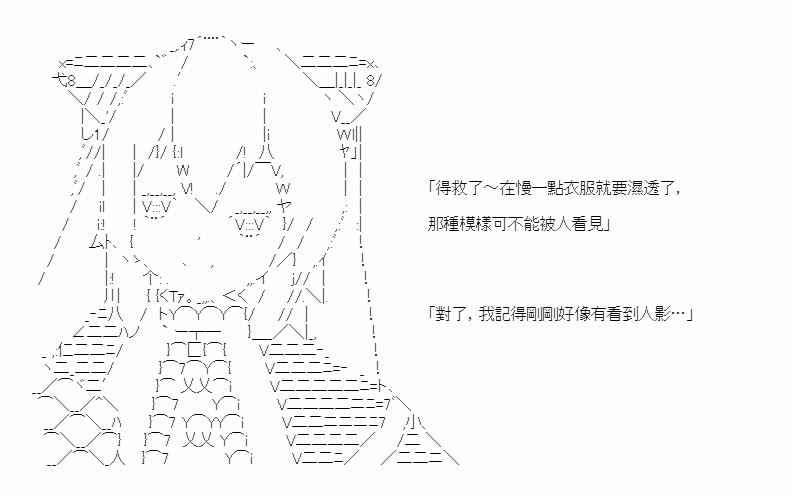 「得救了～在慢一點衣服就要濕透了，
那種模樣可不能被人看見」
「對了，我記得剛剛好像有看到人影…」